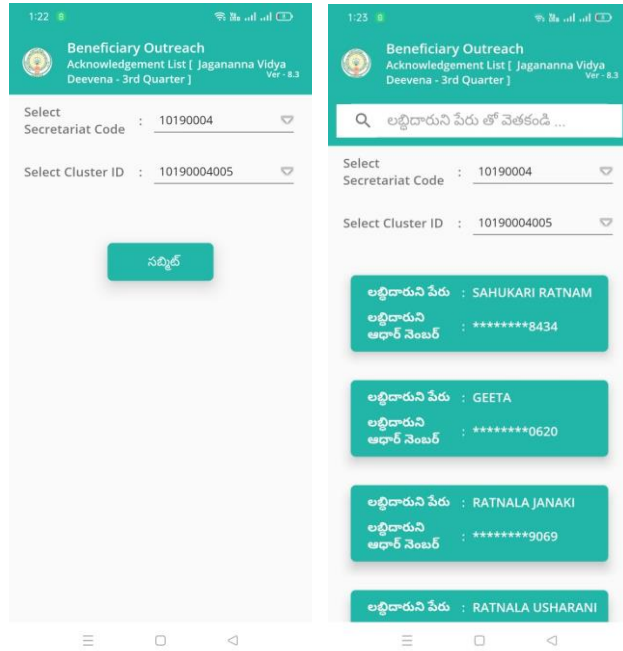 1:22
Beneficiary Outreach
Acknowledgement List [ Jagananna Vidya
Deevena - 3rd Quarter ]
Ver - 8.3
Select
Secretariat Code : 10190004
Select Cluster ID : 10190004005
సబ్మిట్
1:23
Beneficiary Outreach
Acknowledgement List [ Jagananna Vidya
Deevena - 3rd Quarter ]
Ver - 8.3
లబ్ధిదారుని పేరు తో వెతకండి ...
Select
Secretariat Code : 10190004
Select Cluster ID : 10190004005
లబ్ధిదారుని పేరు : SAHUKARI RATNAM
లబ్ధిదారుని
ఆధార్ నెంబర్ : ********8434
లబ్ధిదారుని పేరు : GEETA
లబ్ధిదారుని
ఆధార్ నెంబర్ : ********0620
లబ్ధిదారుని పేరు : RATNALA JANAKI
లబ్ధిదారుని
ఆధార్ నెంబర్ : ********9069
లబ్ధిదారుని పేరు : RATNALA USHARANI